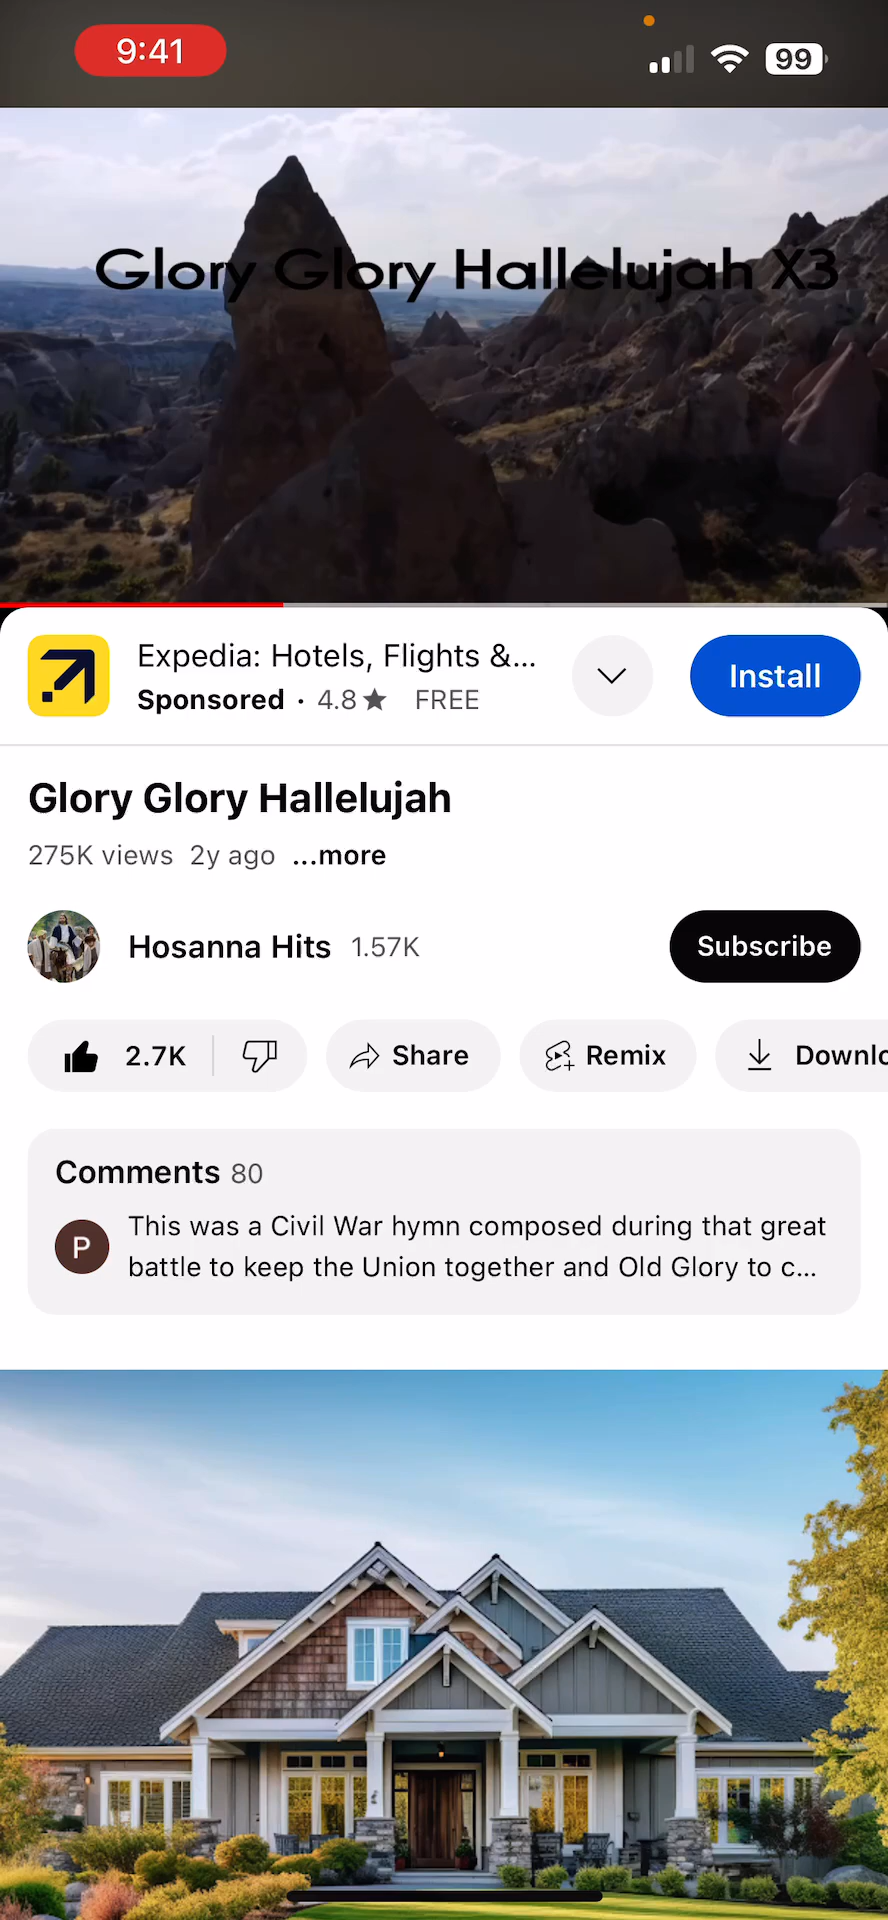 9:41
99
Glory Glory Hallelujah X3
Expedia: Hotels, Flights &...
Sponsored · 4.8★ FREE
Install
Glory Glory Hallelujah
275K views 2y ago ...more
Hosanna Hits 1.57K
Subscribe
2.7K
Share
Remix
Downlo
Comments 80
P
This was a Civil War hymn composed during that great
battle to keep the Union together and Old Glory to c...